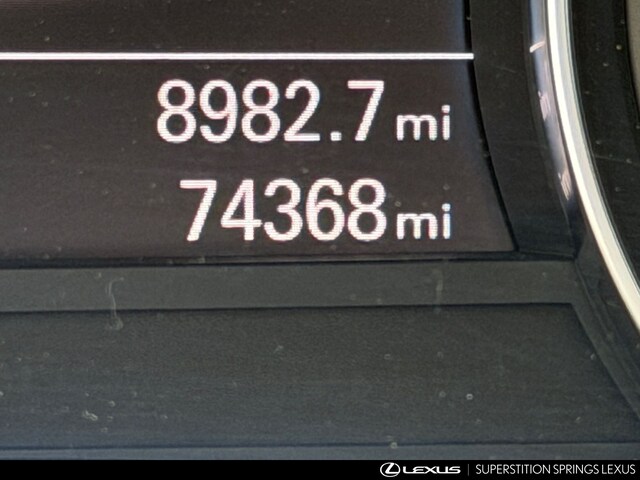 8982.7 mi
74368 mi
LEXUS | SUPERSTITION SPRINGS LEXUS